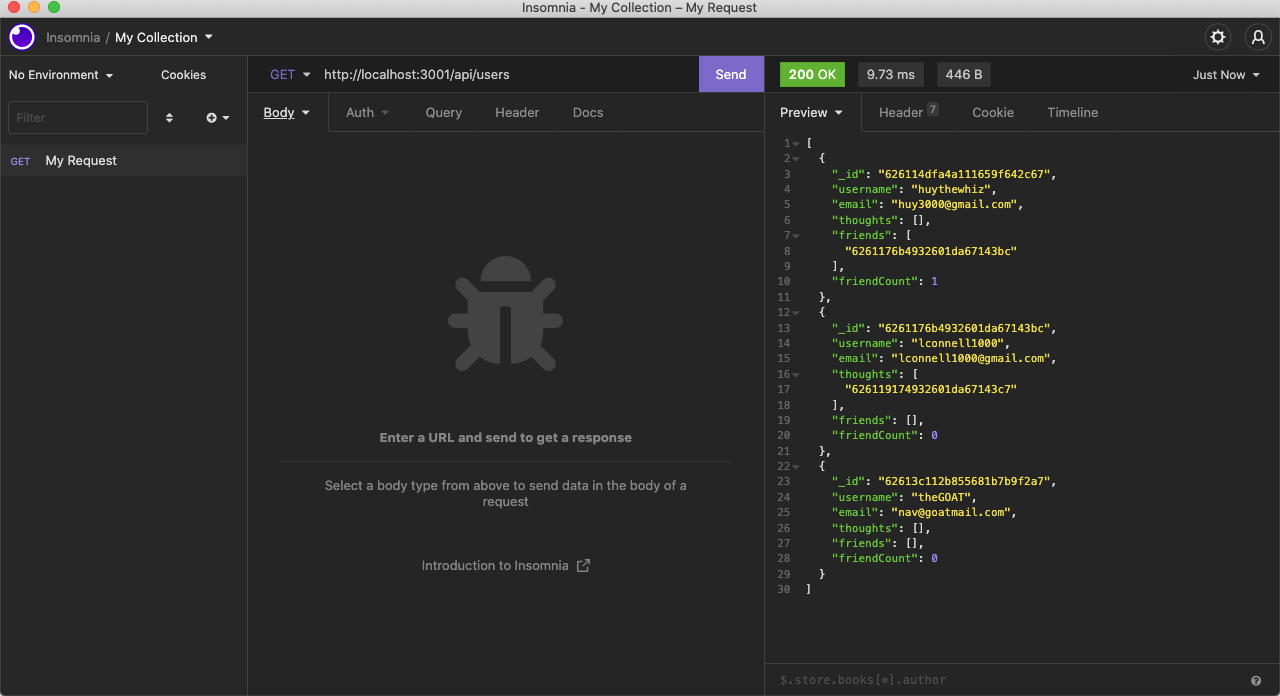 Insomnia - My Collection – My Request
Insomnia / My Collection
No Environment
Cookies
Filter
GET My Request
GET http://localhost:3001/api/users
Send
Body
Auth
Query
Header
Docs
Enter a URL and send to get a response
Select a body type from above to send data in the body of a
request
Introduction to Insomnia
200 OK
9.73 ms
446 B
Just Now
Preview
Header 7
Cookie
Timeline
1 [
2 {
3 "_id": "626114dfa4a111659f642c67",
4 "username": "huythewhiz",
5 "email": "huy3000@gmail.com",
6 "thoughts": [],
7 "friends": [
8 "6261176b4932601da67143bc"
9 ],
10 "friendCount": 1
11 },
12 {
13 "_id": "6261176b4932601da67143bc",
14 "username": "lconnell1000",
15 "email": "lconnell1000@gmail.com",
16 "thoughts": [
17 "626119174932601da67143c7"
18 ],
19 "friends": [],
20 "friendCount": 0
21 },
22 {
23 "_id": "62613c112b855681b7b9f2a7",
24 "username": "theGOAT",
25 "email": "nav@goatmail.com",
26 "thoughts": [],
27 "friends": [],
28 "friendCount": 0
29 }
30 ]
$.store.books[*].author